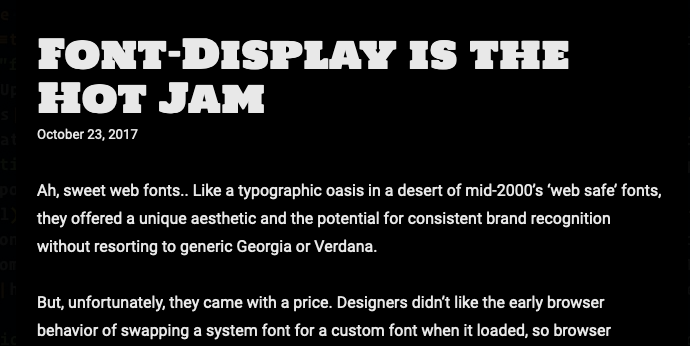 Font-Display is the
Hot Jam
October 23, 2017
Ah, sweet web fonts.. Like a typographic oasis in a desert of mid-2000’s ‘web safe’ fonts,
they offered a unique aesthetic and the potential for consistent brand recognition
without resorting to generic Georgia or Verdana.
But, unfortunately, they came with a price. Designers didn’t like the early browser
behavior of swapping a system font for a custom font when it loaded, so browser